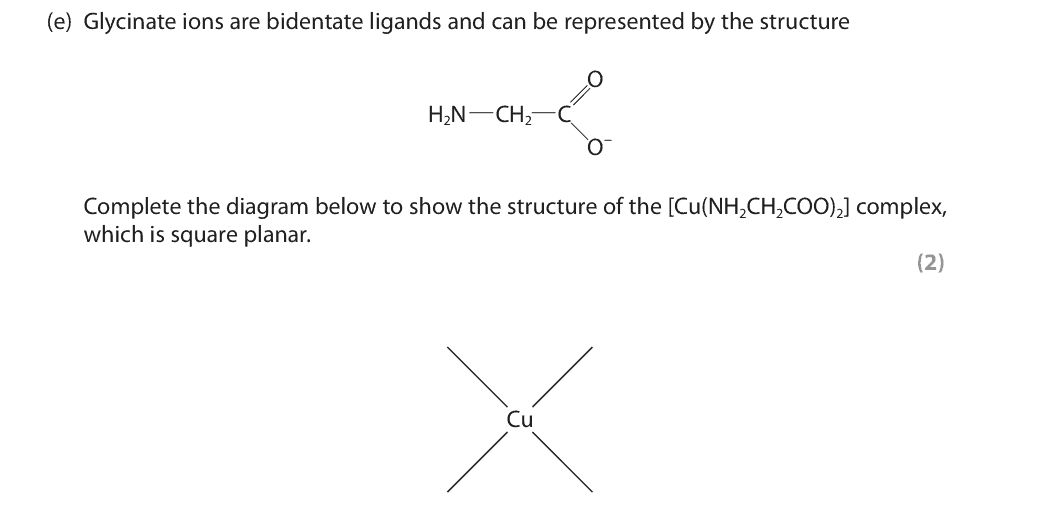 (e) Glycinate ions are bidentate ligands and can be represented by the structure
O
H₂N—CH₂—C
O⁻
Complete the diagram below to show the structure of the [Cu(NH₂CH₂COO)₂] complex,
which is square planar.
(2)
Cu